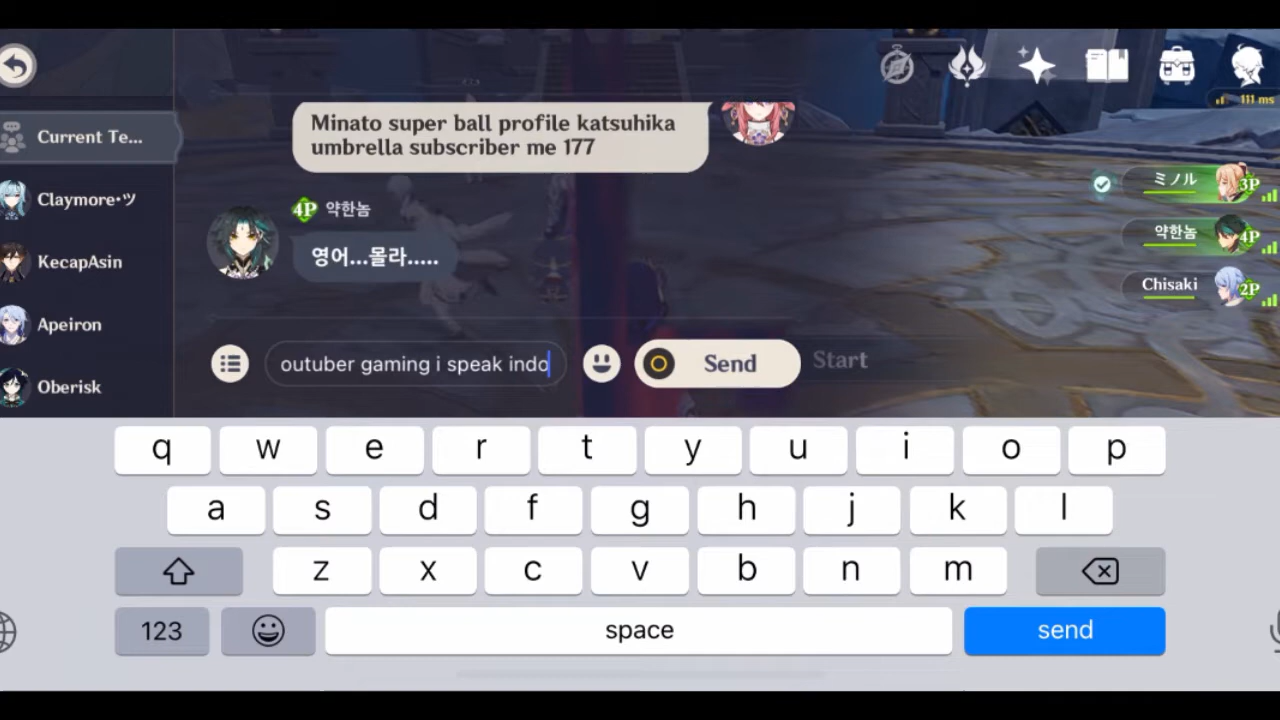 111 ms
Current Te...
Claymore•ツ
KecapAsin
Apeiron
Oberisk
Minato super ball profile katsuhika
umbrella subscriber me 177
4P 약한놈
영어...몰라.....
ミノル 3P
약한놈 4P
Chisaki 2P
outuber gaming i speak indo
Send
Start
q w e r t y u i o p
a s d f g h j k l
z x c v b n m
123 space send